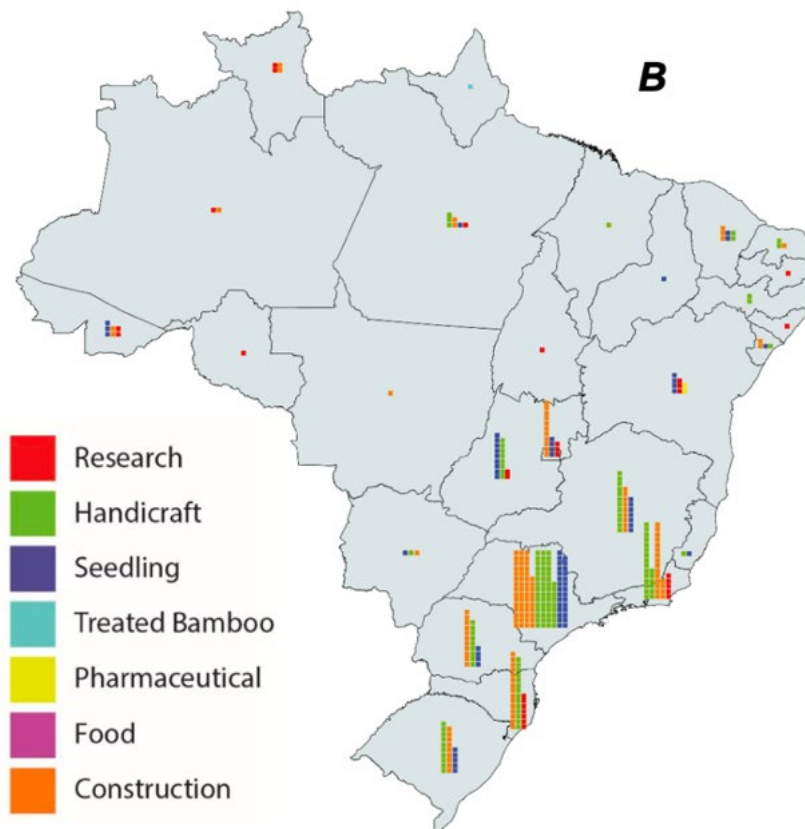 B
Research
Handicraft
Seedling
Treated Bamboo
Pharmaceutical
Food
Construction